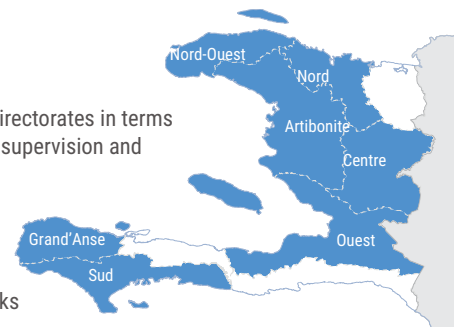 Nord-Ouest
Nord
irectorates in terms
Artibonite
supervision and
Centre
Grand'Anse
Ouest
Sud
ks